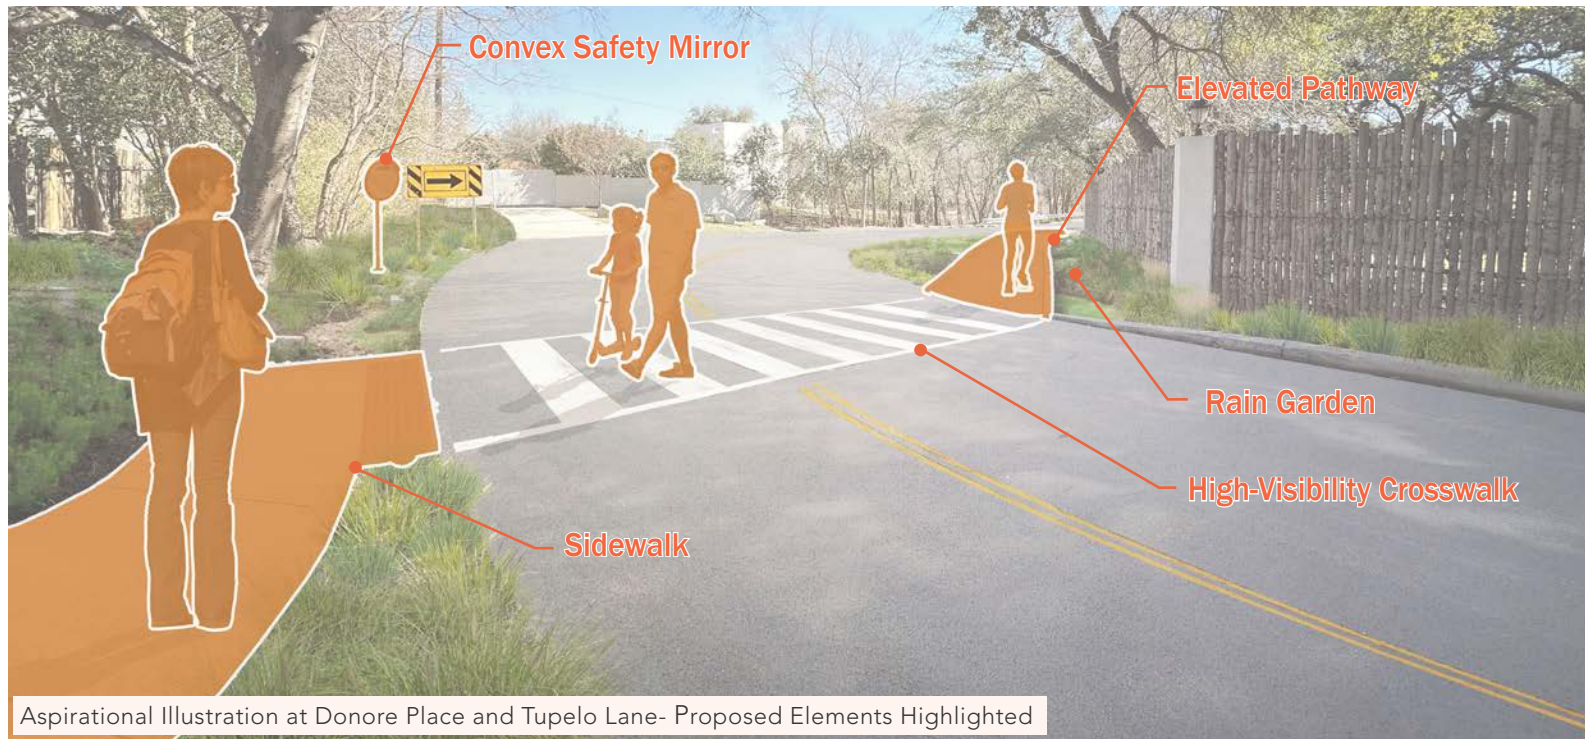 Convex Safety Mirror
Elevated Pathway
Rain Garden
High-Visibility Crosswalk
Sidewalk
Aspirational Illustration at Donore Place and Tupelo Lane- Proposed Elements Highlighted